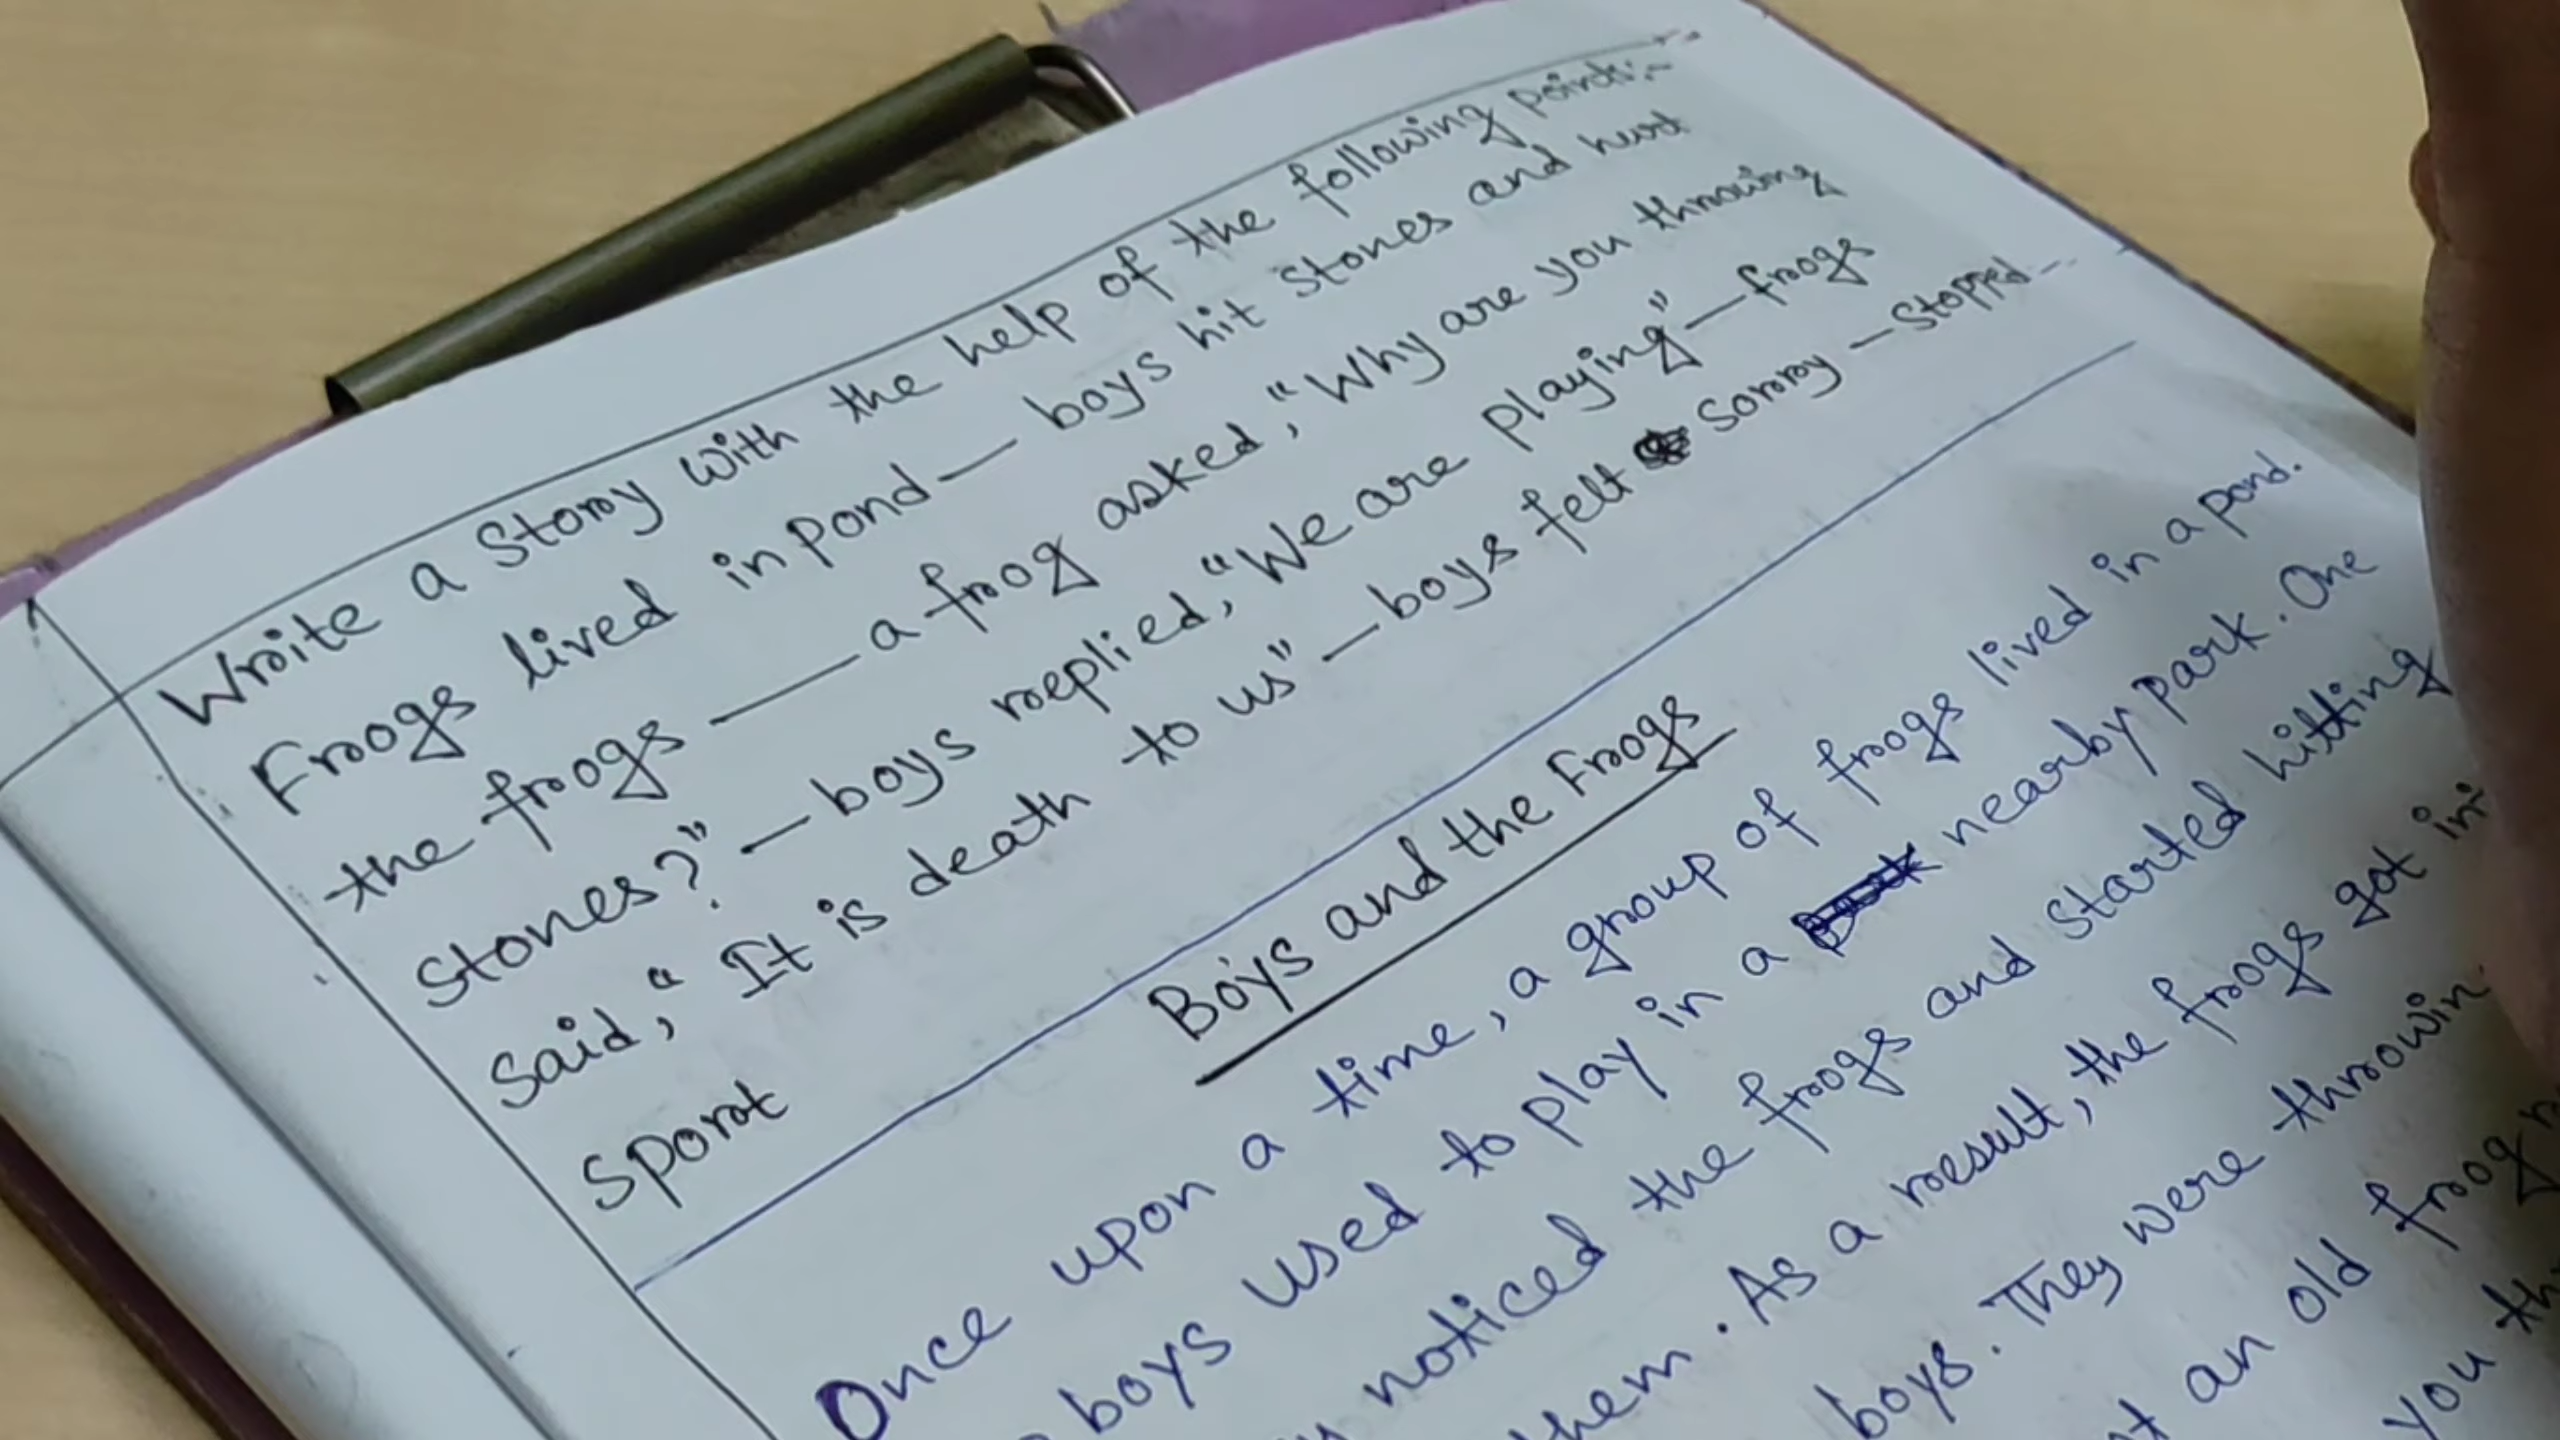 Write a Story With the help of the following points:-
Frogs lived in pond — boys hit stones and hurt
the frogs — a frog asked, "Why are you throwing
stones?" — boys replied, "We are playing" — frogs
said, "It is death to us" — boys felt sorry — stopped
sport
Boys and the Frogs
Once upon a time, a group of frogs lived in a pond.
boys used to play in a nearby park. One
noticed the frogs and started hitting
them. As a result, the frogs got
boys. They were
an old frog
you